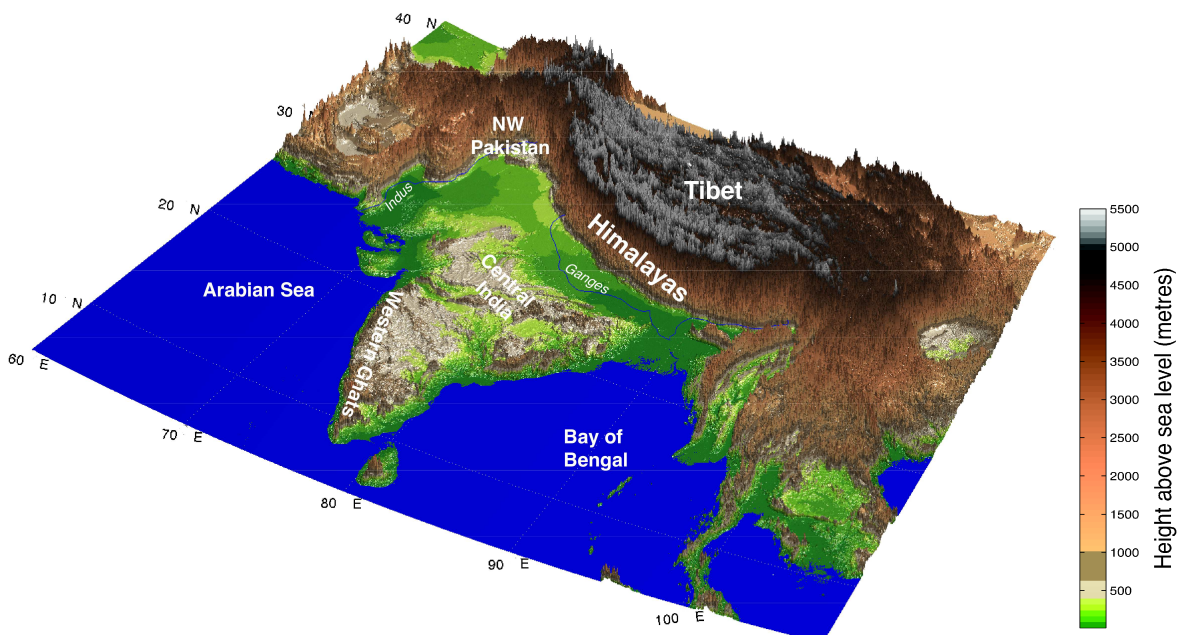 40 N
30 N
NW
Pakistan
Tibet
Indus
20 N
Himalayas
Ganges
Central
India
Arabian Sea
Western Ghats
10 N
60 E
70 E
Bay of
Bengal
80 E
90 E
100 E
5500
5000
4500
4000
3500
3000
2500
2000
1500
1000
500
Height above sea level (metres)